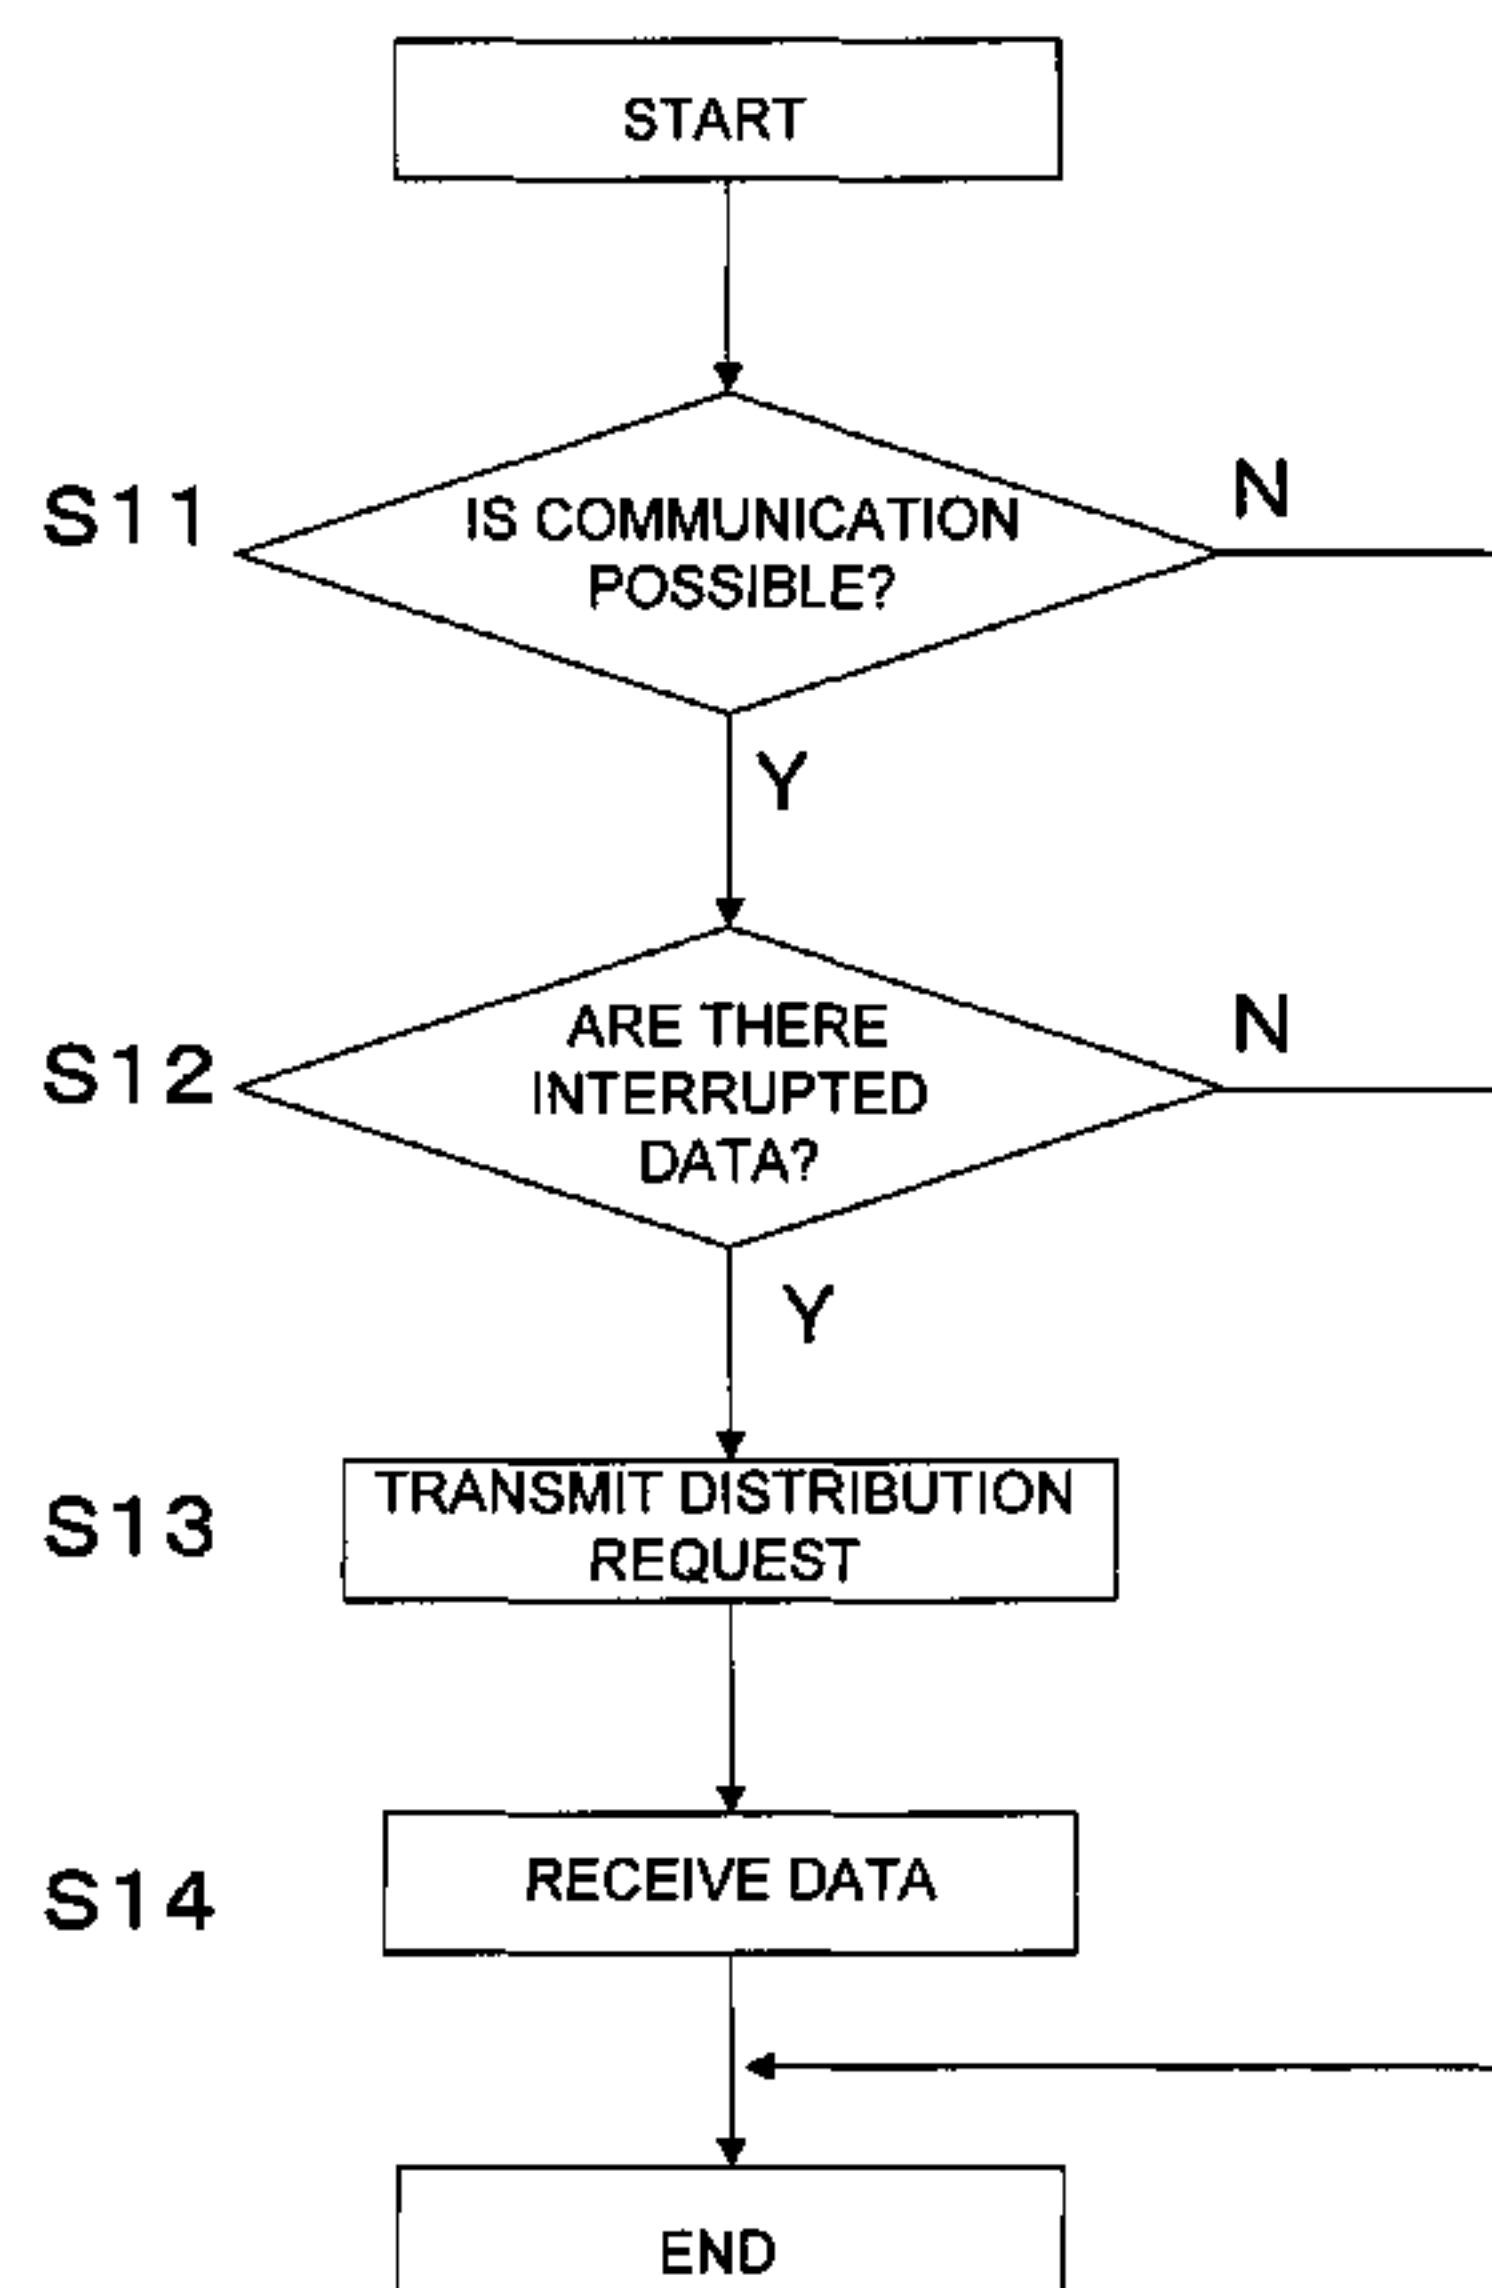 START
S11
IS COMMUNICATION
POSSIBLE?
N
Y
S12
ARE THERE
INTERRUPTED
DATA?
N
Y
S13
TRANSMIT DISTRIBUTION
REQUEST
S14
RECEIVE DATA
END